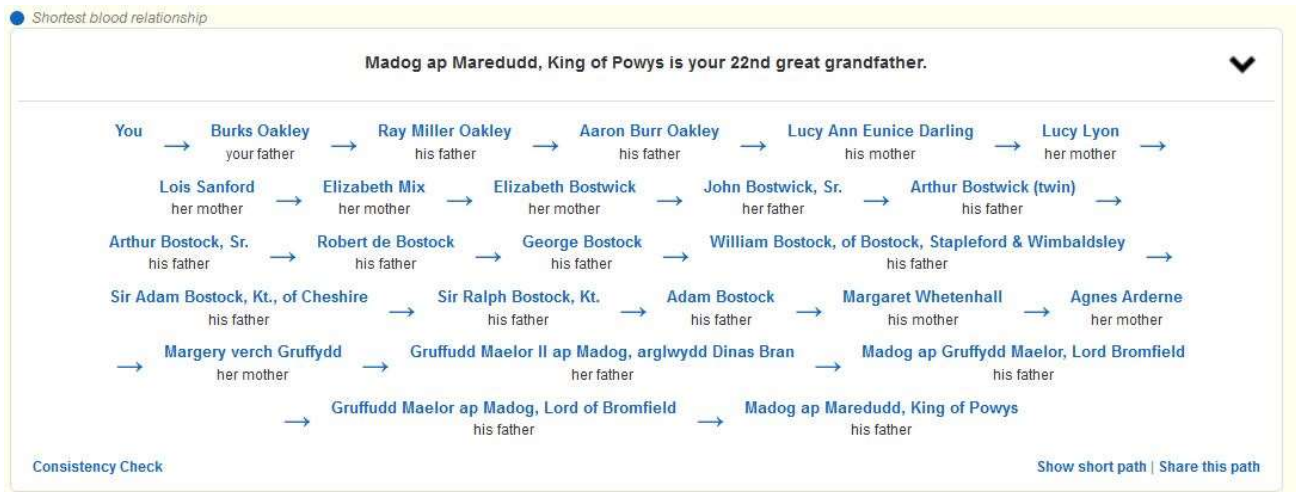 Shortest blood relationship
Madog ap Maredudd, King of Powys is your 22nd great grandfather.
You → Burks Oakley → Ray Miller Oakley → Aaron Burr Oakley → Lucy Ann Eunice Darling → Lucy Lyon →
your father his father his father his mother her mother
Lois Sanford → Elizabeth Mix → Elizabeth Bostwick → John Bostwick, Sr. → Arthur Bostwick (twin) →
her mother her mother her mother her father his father
Arthur Bostock, Sr. → Robert de Bostock → George Bostock → William Bostock, of Bostock, Stapleford & Wimbaldsley →
his father his father his father his father
Sir Adam Bostock, Kt., of Cheshire → Sir Ralph Bostock, Kt. → Adam Bostock → Margaret Whetenhall → Agnes Arderne
his father his father his father his mother her mother
→ Margery verch Gruffydd → Gruffudd Maelor II ap Madog, arglwydd Dinas Bran → Madog ap Gruffydd Maelor, Lord Bromfield
her mother her father his father
→ Gruffudd Maelor ap Madog, Lord of Bromfield → Madog ap Maredudd, King of Powys
his father his father
Consistency Check Show short path | Share this path